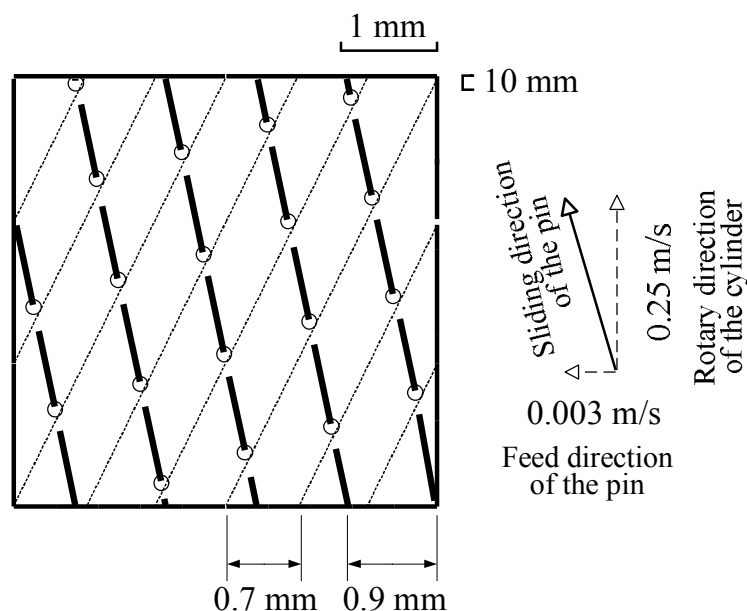 1 mm
10 mm
Sliding direction
of the pin
0.25 m/s
Rotary direction
of the cylinder
0.003 m/s
Feed direction
of the pin
0.7 mm
0.9 mm